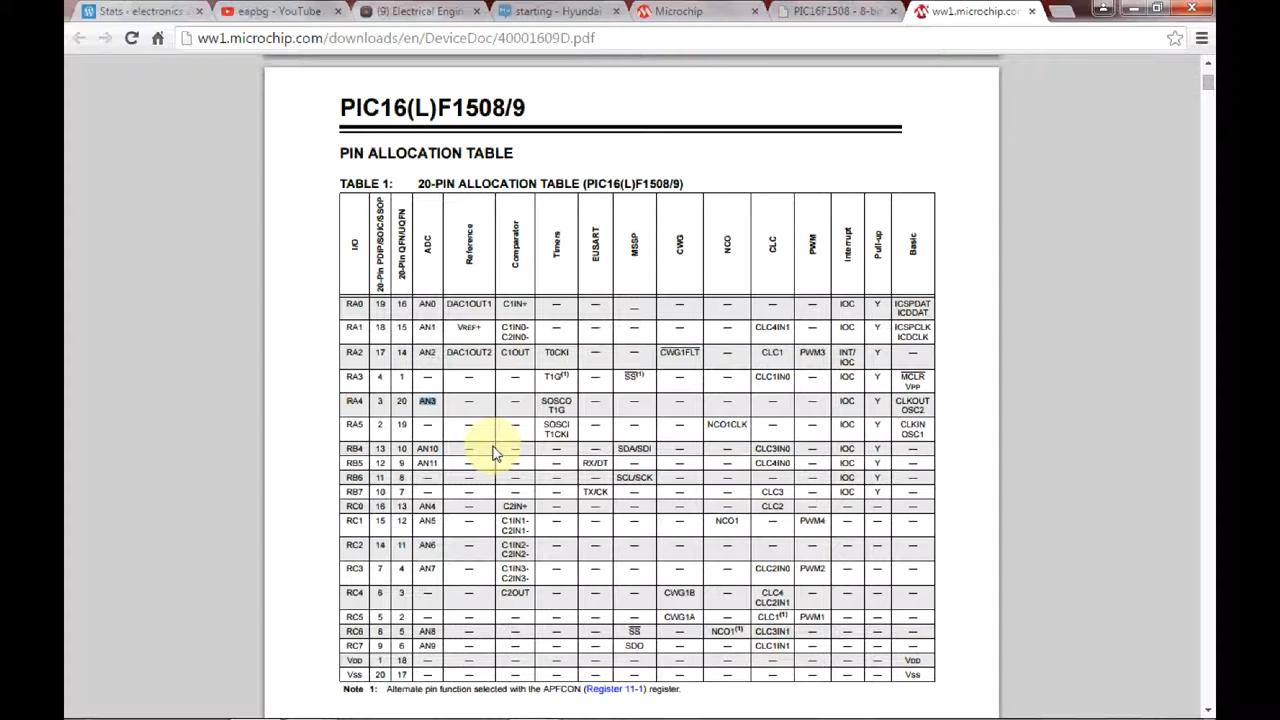 Stats - electronics
eapbg - YouTube
(9) Electrical Engin
starting - Hyundai
Microchip
PIC16F1508 - 8-bi
ww1.microchip.co
ww1.microchip.com/downloads/en/DeviceDoc/40001609D.pdf
PIC16(L)F1508/9
PIN ALLOCATION TABLE
TABLE 1: 20-PIN ALLOCATION TABLE (PIC16(L)F1508/9)
I/O 20-Pin PDIP/SOIC/SSOP 20-Pin QFN/UQFN ADC Reference Comparator Timers EUSART MSSP CWG NCO CLC PWM Interrupt Pull-up Basic
RA0 19 16 AN0 DAC1OUT1 C1IN+ — — — — — — — IOC Y ICSPDAT
ICDDAT
RA1 18 15 AN1 VREF+ C1IN0- — — — — — CLC4IN1 — IOC Y ICSPCLK
C2IN0- ICDCLK
RA2 17 14 AN2 DAC1OUT2 C1OUT T0CKI — — CWG1FLT — CLC1 PWM3 INT/ Y —
IOC
RA3 4 1 — — — T1G(1) — SS(1) — — CLC1IN0 — IOC Y MCLR
VPP
RA4 3 20 AN3 — — SOSCO — — — — — — IOC Y CLKOUT
T1G OSC2
RA5 2 19 — — — SOSCI — — — NCO1CLK — — IOC Y CLKIN
T1CKI OSC1
RB4 13 10 AN10 — — — — SDA/SDI — — CLC3IN0 — IOC Y —
RB5 12 9 AN11 — — — RX/DT — — — CLC4IN0 — IOC Y —
RB6 11 8 — — — — — SCL/SCK — — — — IOC Y —
RB7 10 7 — — — — TX/CK — — — CLC3 — IOC Y —
RC0 16 13 AN4 — C2IN+ — — — — — CLC2 — — — —
RC1 15 12 AN5 — C1IN1- — — — — NCO1 — PWM4 — — —
C2IN1-
RC2 14 11 AN6 — C1IN2- — — — — — — — — — —
C2IN2-
RC3 7 4 AN7 — C1IN3- — — — — — CLC2IN0 PWM2 — — —
C2IN3-
RC4 6 3 — — C2OUT — — — CWG1B — CLC4 — — — —
CLC2IN1
RC5 5 2 — — — — — — CWG1A — CLC1(1) PWM1 — — —
RC6 8 5 AN8 — — — — SS — NCO1(1) CLC3IN1 — — — —
RC7 9 6 AN9 — — — — SDO — — CLC1IN1 — — — —
VDD 1 18 — — — — — — — — — — — — VDD
VSS 20 17 — — — — — — — — — — — — VSS
Note 1: Alternate pin function selected with the APFCON (Register 11-1) register.